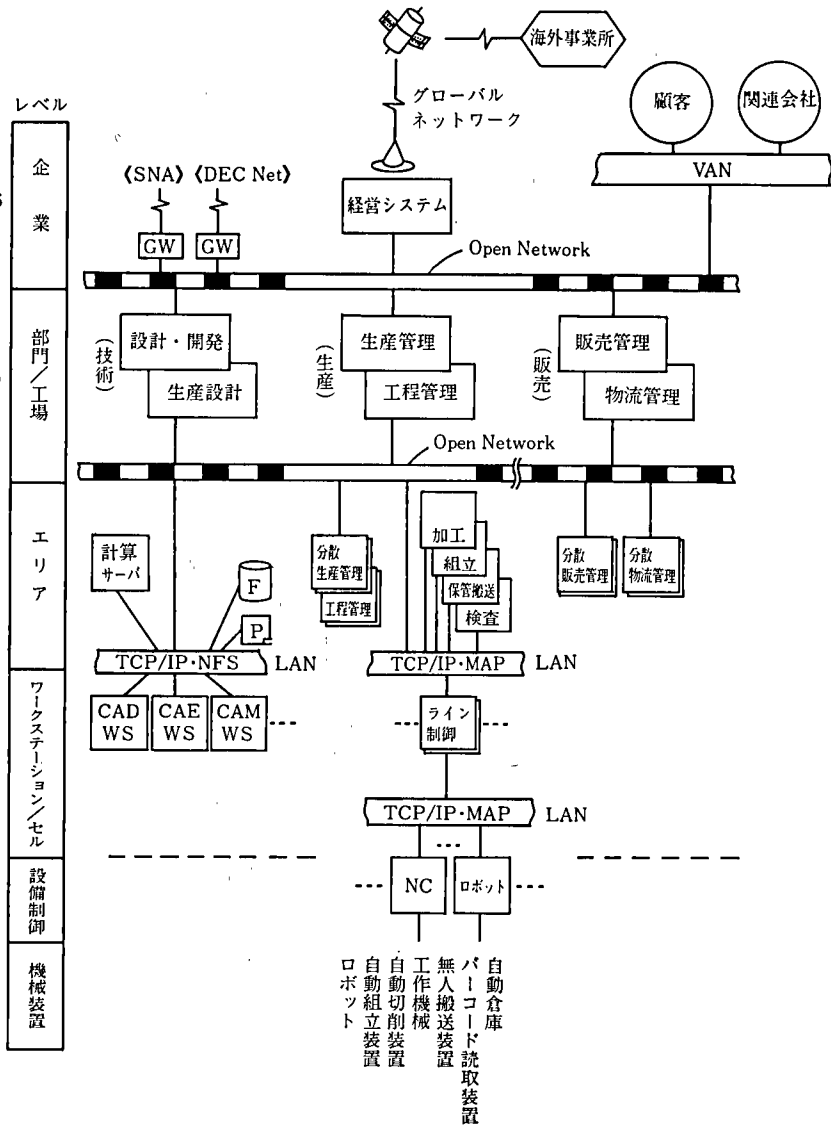 海外事業所
グローバル
ネットワーク
顧客
関連会社
VAN
レベル
企業
《SNA》
《DEC Net》
GW
GW
経営システム
Open Network
部門/工場
(技術)
設計・開発
生産設計
(生産)
生産管理
工程管理
(販売)
販売管理
物流管理
Open Network
エリア
計算
サーバ
F
P
分散
生産管理
工程管理
加工
組立
保管搬送
検査
分散
販売管理
分散
物流管理
TCP/IP・NFS
LAN
TCP/IP・MAP
LAN
ワークステーション/セル
CAD
WS
CAE
WS
CAM
WS
ライン
制御
TCP/IP・MAP
LAN
設備制御
NC
ロボット
機械装置
自動倉庫
バーコード読取装置
無人搬送装置
工作機械
自動切削装置
自動組立装置
ロボット